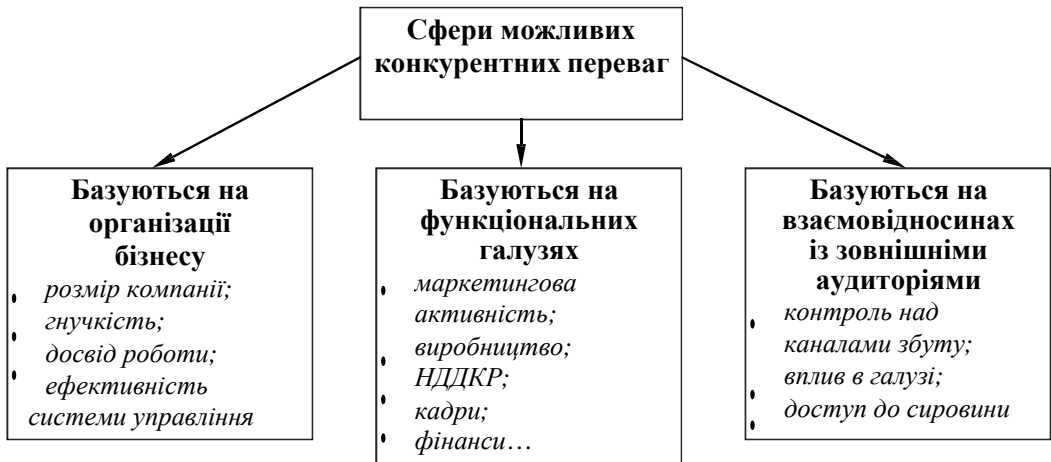 Сфери можливих
конкурентних переваг
Базуються на
організації
бізнесу
• розмір компанії;
гнучкість;
• досвід роботи;
• ефективність
системи управління
Базуються на
функціональних
галузях
• маркетингова
активність;
• виробництво;
• НДДКР;
• кадри;
• фінанси…
Базуються на
взаємовідносинах
із зовнішніми
аудиторіями
• контроль над
каналами збуту;
• вплив в галузі;
• доступ до сировини